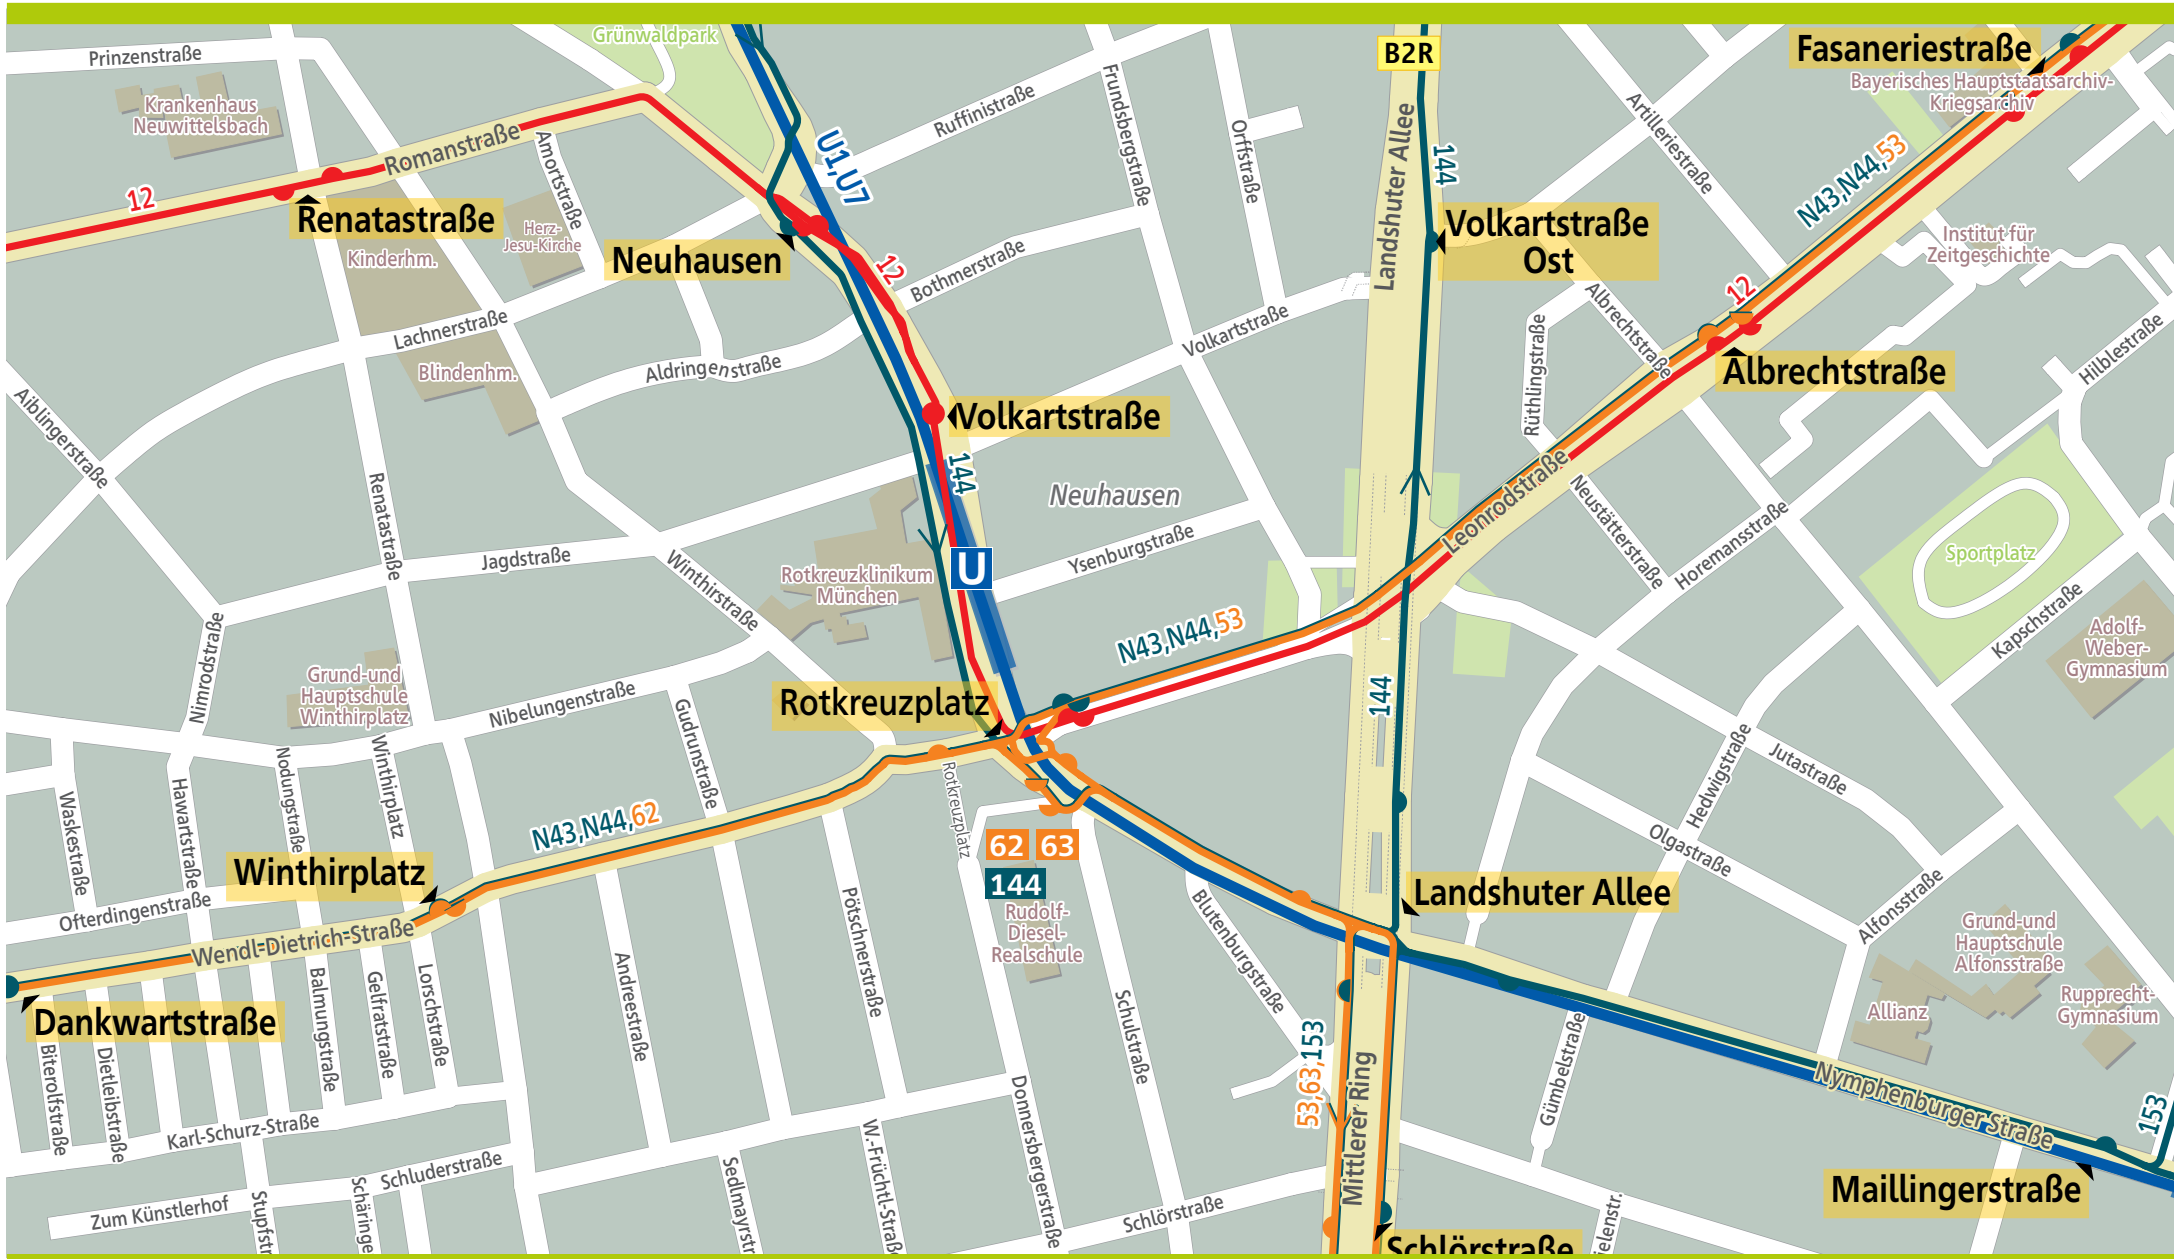 Grünwaldpark
Prinzenstraße
B2R
Fasaneriestraße
Bayerisches Hauptstaatsarchiv-
Kriegsarchiv
Krankenhaus
Neuwittelsbach
Romanstraße
Amortstraße
Ruffinistraße
Frundsbergstraße
Orffstraße
Landshuter Allee
144
Artilleriestraße
N43,N44,53
U1,U7
12
Renatastraße
Kinderhm.
Herz-
Jesu-Kirche
Neuhausen
12
Bothmerstraße
Volkartstraße
Ost
Institut für
Zeitgeschichte
12
Albrechtstraße
Lachnerstraße
Blindenhm.
Aldringenstraße
Volkartstraße
Rüthlingstraße
Albrechtstraße
Hilblestraße
Aiblingerstraße
Volkartstraße
144
Neuhausen
Renatastraße
Jagdstraße
Winthirstraße
Rotkreuzklinikum
München
U
Ysenburgstraße
Leonrodstraße
Neustätterstraße
Horemansstraße
Sportplatz
Kapschstraße
Adolf-
Weber-
Gymnasium
Nimrodstraße
Grund-und
Hauptschule
Winthirplatz
Nibelungenstraße
Gudrunstraße
Rotkreuzplatz
N43,N44,53
144
Waskestraße
Hawartstraße
Nodungstraße
Winthirplatz
N43,N44,62
Rotkreuzplatz
62 63
144
Rudolf-
Diesel-
Realschule
Jutastraße
Hedwigstraße
Olgastraße
Alfonsstraße
Winthirplatz
Ofterdingenstraße
Wendl-Dietrich-Straße
Landshuter Allee
Grund-und
Hauptschule
Alfonsstraße
Allianz
Rupprecht-
Gymnasium
Dankwartstraße
Biterolfstraße
Dietleibstraße
Balmungstraße
Gelfratstraße
Lorschstraße
Andreestraße
Pötschnerstraße
Schulstraße
Blutenburgstraße
53,63,153
Mittlerer Ring
Gümbelstraße
Nymphenburger Straße
153
Maillingerstraße
Karl-Schurz-Straße
Schluderstraße
Zum Künstlerhof
Stupfstr
Schäringe
Sedlmayrstr
W.-Früchtl-Straß
Donnersbergerstraße
Schlörstraße
Schlörstraße
ielenstr.